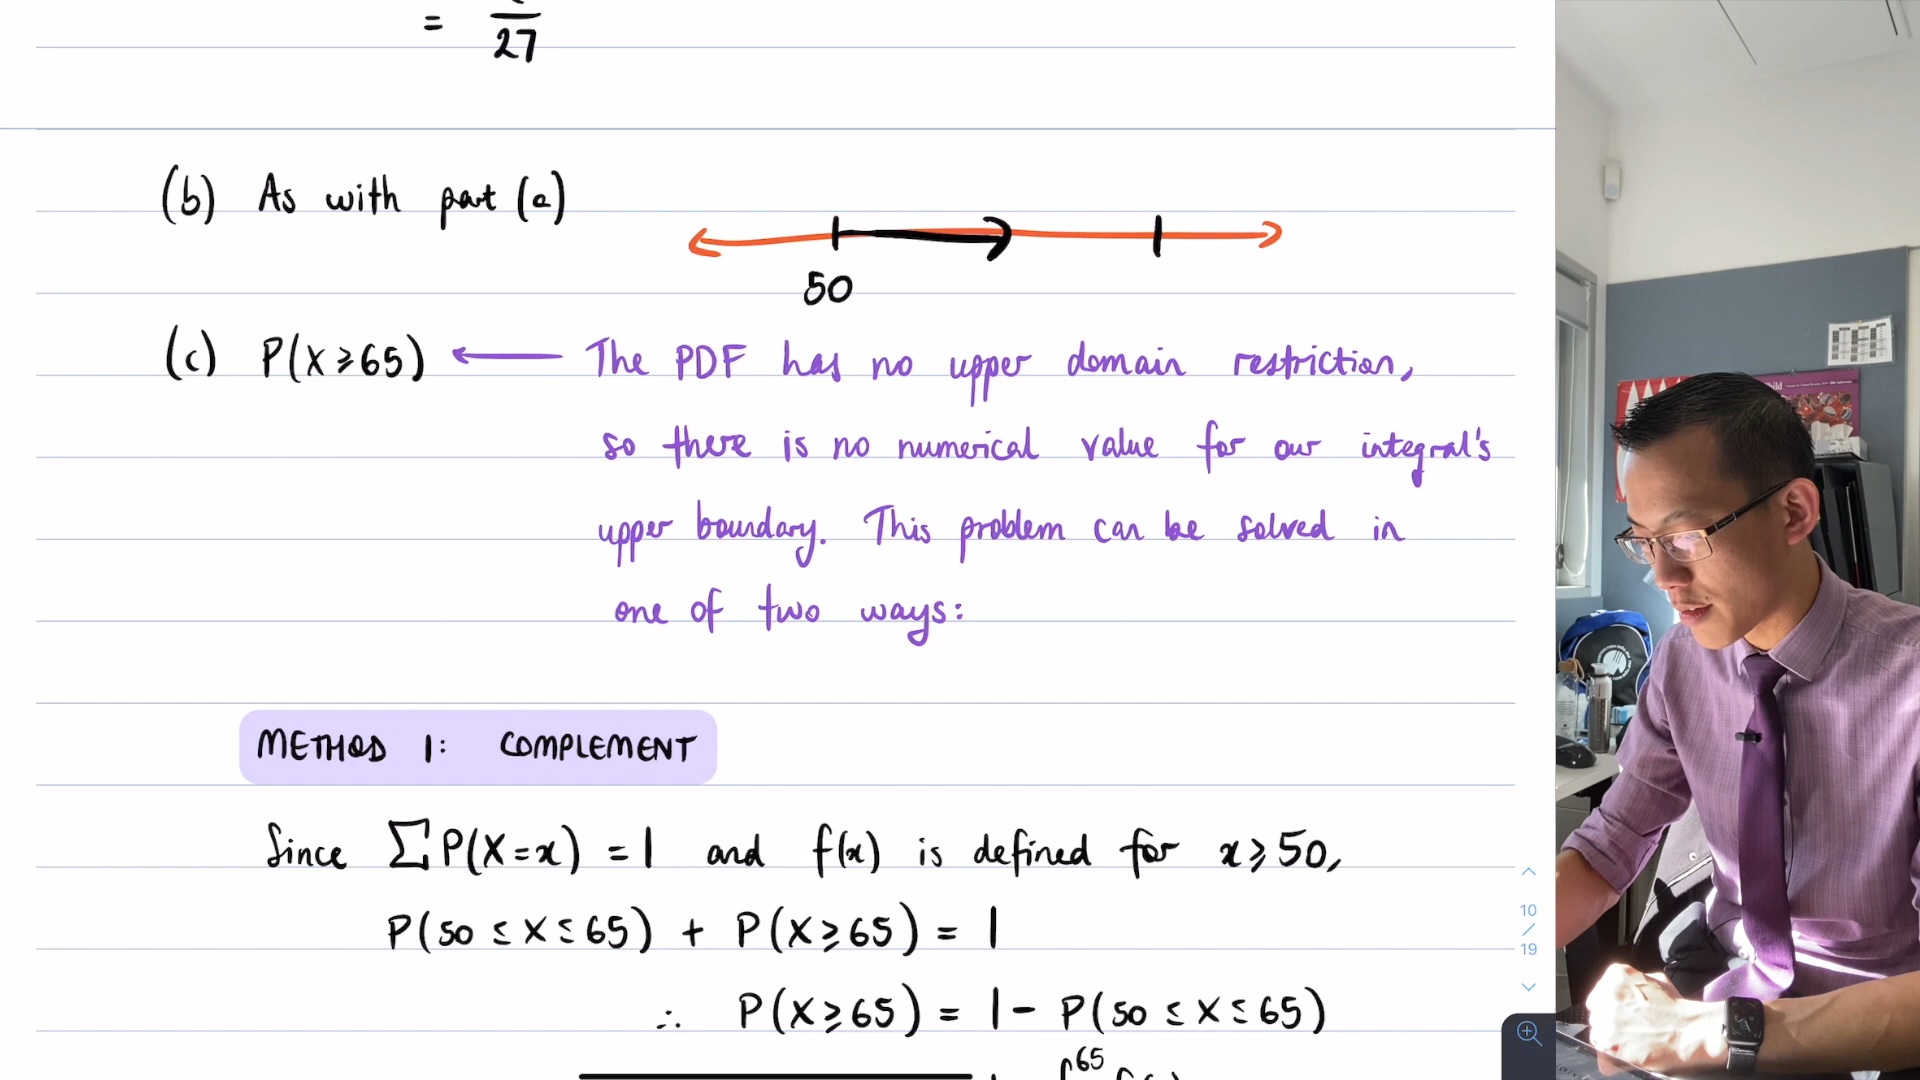 = 27
(b) As with part (a)
50
(c) P(X ≥ 65) ← The PDF has no upper domain restriction,
so there is no numerical value for our integral's
upper boundary. This problem can be solved in
one of two ways:
METHOD 1: COMPLEMENT
Since ∑ P(X=x) = 1 and f(x) is defined for x ≥ 50,
P(50 ≤ X ≤ 65) + P(X ≥ 65) = 1
∴ P(X ≥ 65) = 1 − P(50 ≤ X ≤ 65)
65
10
/
19